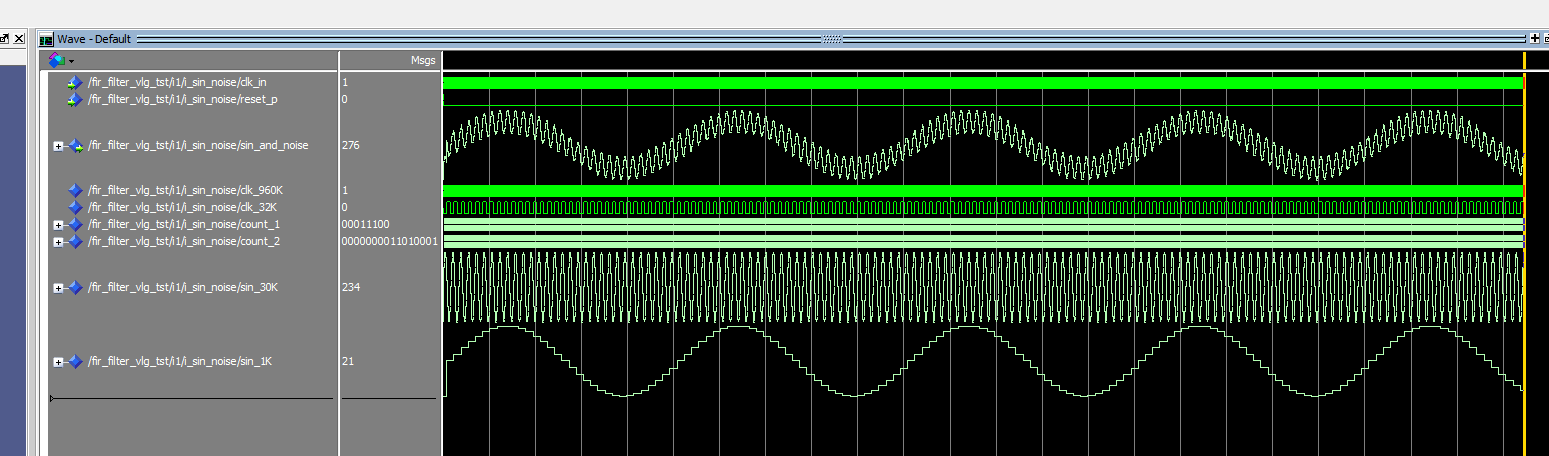 Wave - Default
Msgs
/fir_filter_vlg_tst/i1/i_sin_noise/clk_in 1
/fir_filter_vlg_tst/i1/i_sin_noise/reset_p 0
/fir_filter_vlg_tst/i1/i_sin_noise/sin_and_noise 276
/fir_filter_vlg_tst/i1/i_sin_noise/clk_960K 1
/fir_filter_vlg_tst/i1/i_sin_noise/clk_32K 0
/fir_filter_vlg_tst/i1/i_sin_noise/count_1 00011100
/fir_filter_vlg_tst/i1/i_sin_noise/count_2 0000000011010001
/fir_filter_vlg_tst/i1/i_sin_noise/sin_30K 234
/fir_filter_vlg_tst/i1/i_sin_noise/sin_1K 21